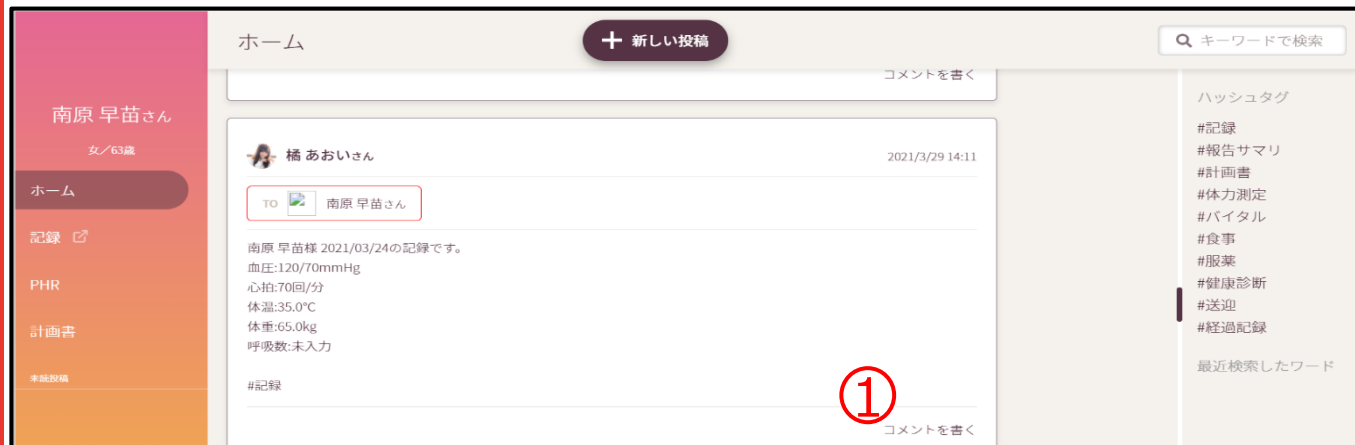 ホーム
新しい投稿
キーワードで検索
南原 早苗さん
女／63歳
ホーム
記録
PHR
計画書
未読投稿
コメントを書く
橘 あおいさん
2021/3/29 14:11
TO 南原 早苗さん
南原 早苗様 2021/03/24の記録です。
血圧:120/70mmHg
心拍:70回/分
体温:35.0℃
体重:65.0kg
呼吸数:未入力
#記録
①
コメントを書く
ハッシュタグ
#記録
#報告サマリ
#計画書
#体力測定
#バイタル
#食事
#服薬
#健康診断
#送迎
#経過記録
最近検索したワード